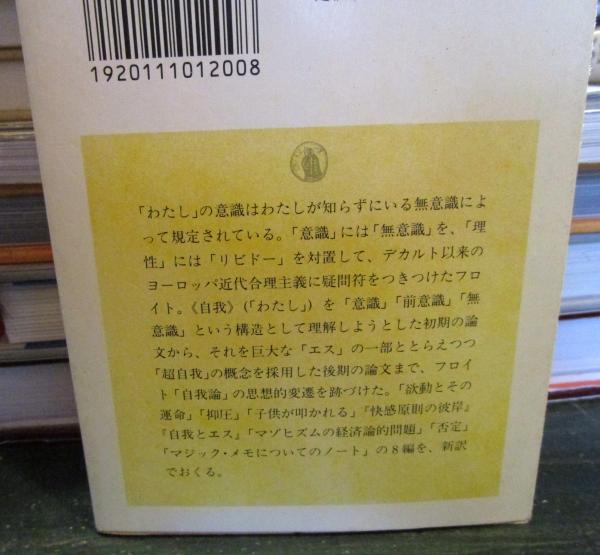 1920111012008
「わたし」の意識はわたしが知らずにいる無意識によ
って規定されている。「意識」には「無意識」を、「理
性」には「リビドー」を対置して、デカルト以来の
ヨーロッパ近代合理主義に疑問符をつきつけたフロ
イト。《自我》(「わたし」)を「意識」「前意識」「無
意識」という構造として理解しようとした初期の論
文から、それを巨大な「エス」の一部ととらえつつ
「超自我」の概念を採用した後期の論文まで、フロイ
ト「自我論」の思想的変遷を跡づけた。「欲動とその
運命」「抑圧」「子供が叩かれる」『快感原則の彼岸』
『自我とエス』「マゾヒズムの経済論的問題」「否定」
「マジック・メモについてのノート」の8編を、新訳
でおくる。